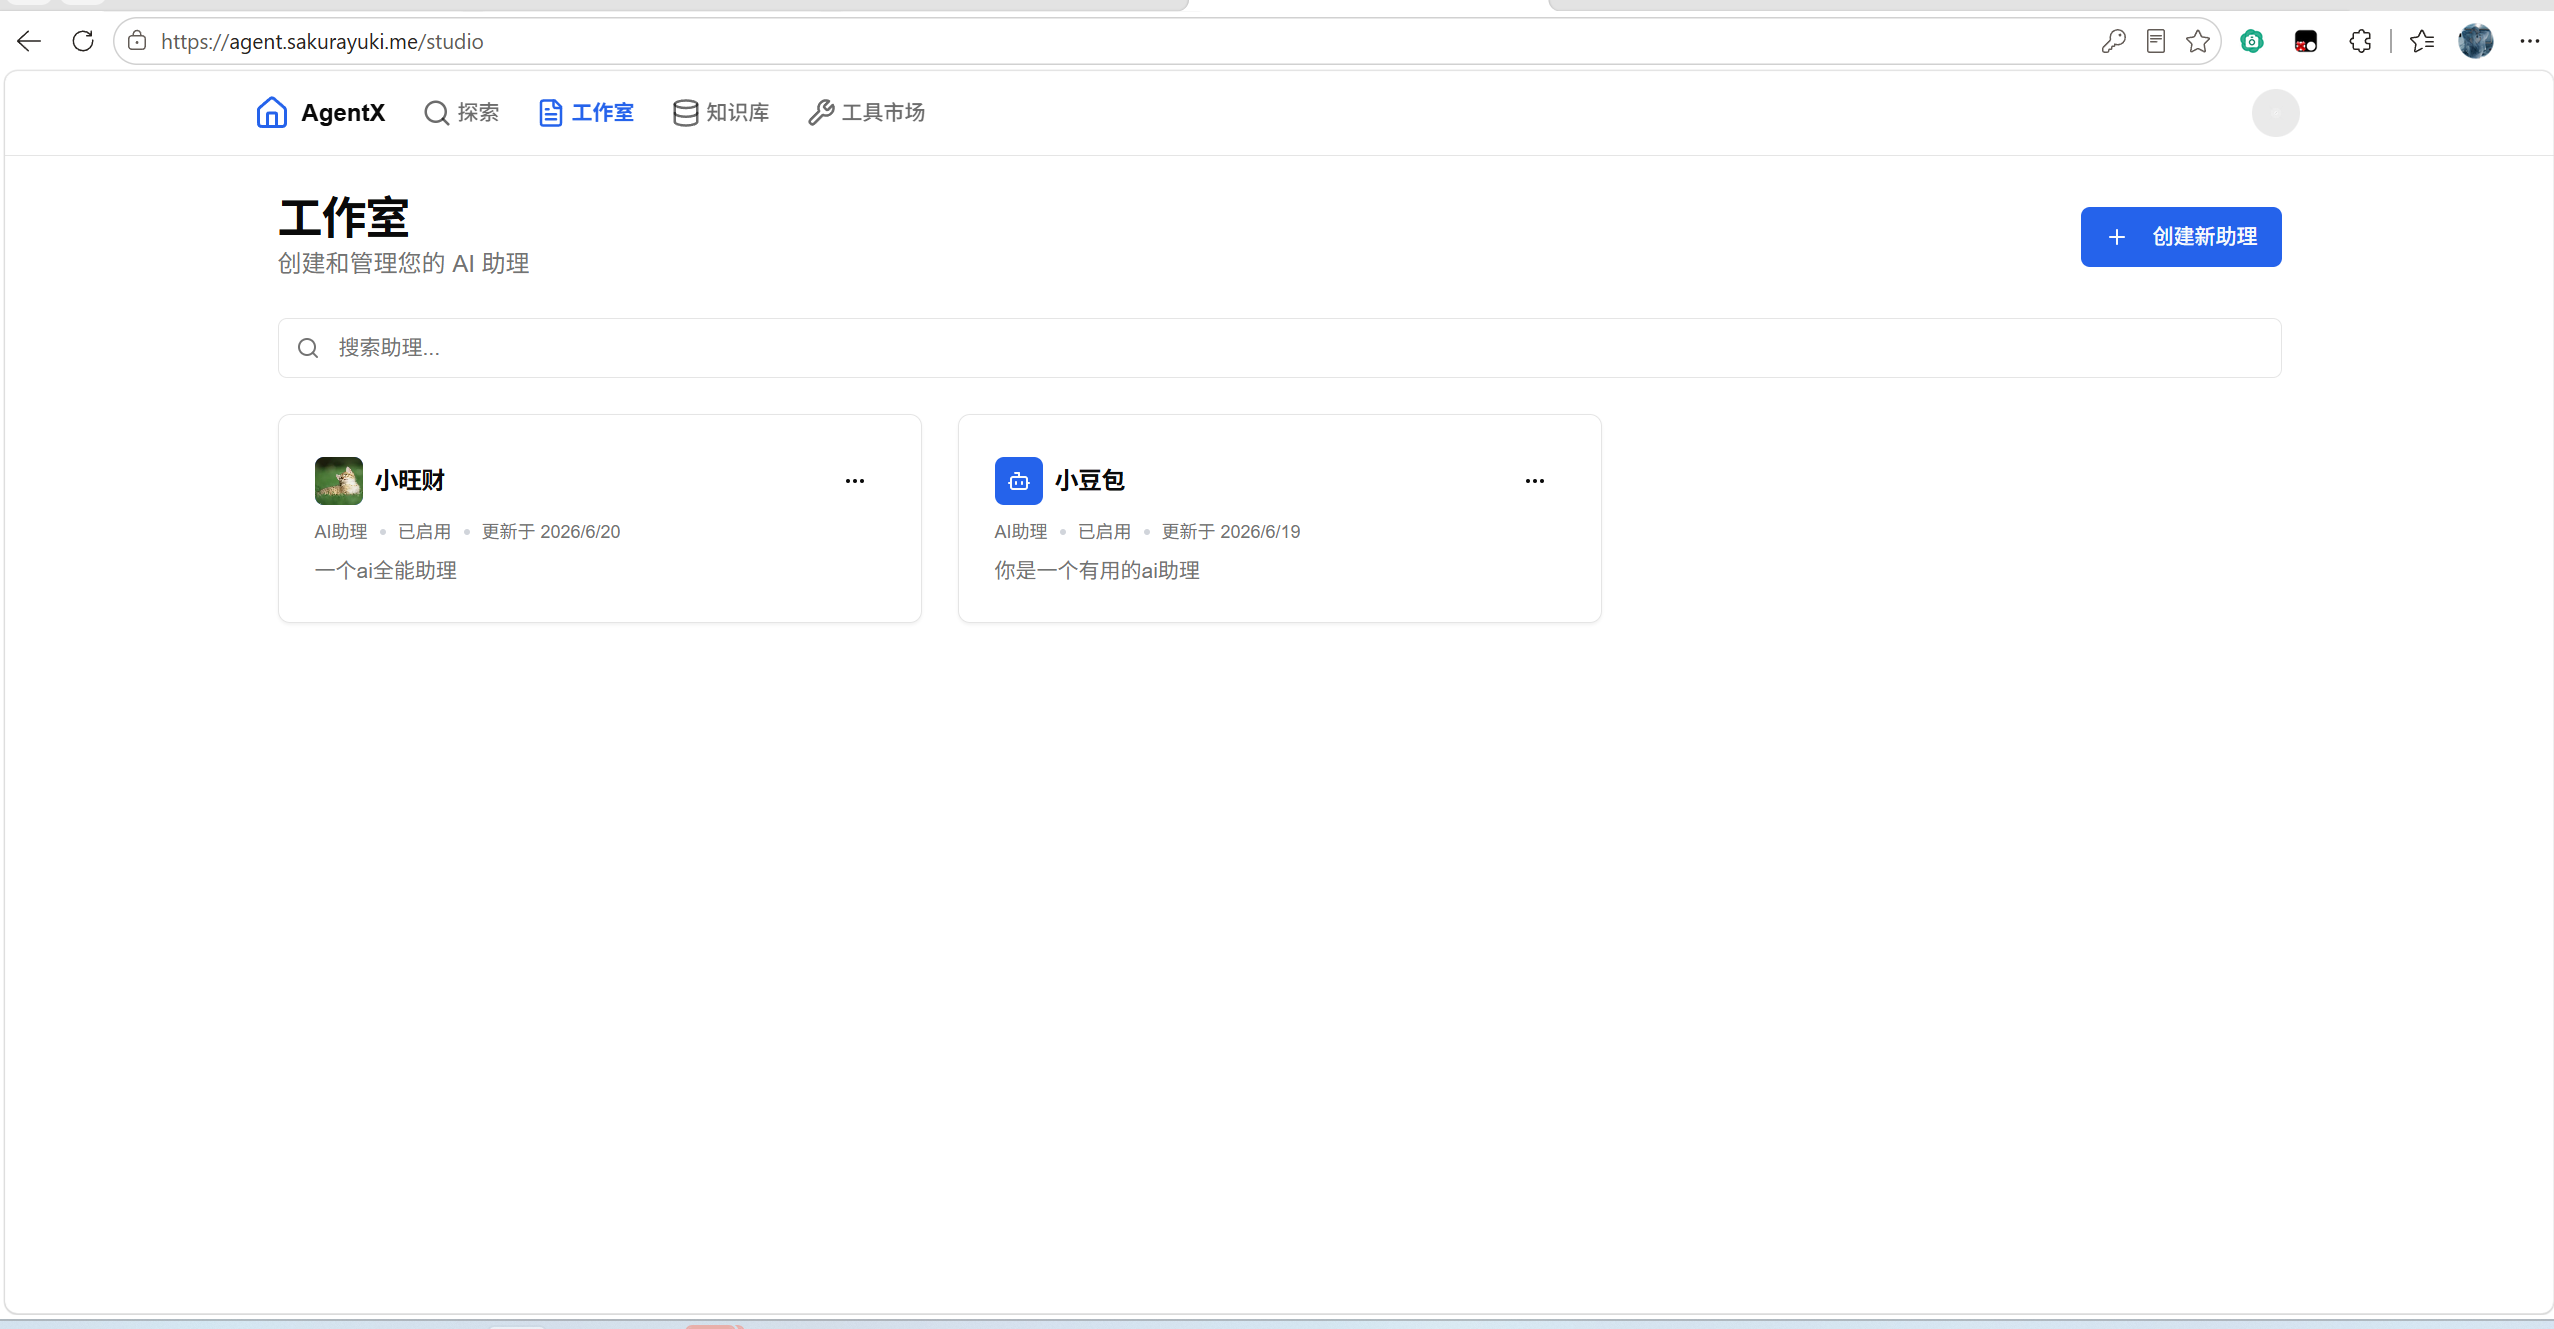 https://agent.sakurayuki.me/studio
AgentX 探索 工作室 知识库 工具市场
工作室
创建和管理您的 AI 助理
创建新助理
搜索助理...
小旺财
AI助理 • 已启用 • 更新于 2026/6/20
一个ai全能助理
小豆包
AI助理 • 已启用 • 更新于 2026/6/19
你是一个有用的ai助理